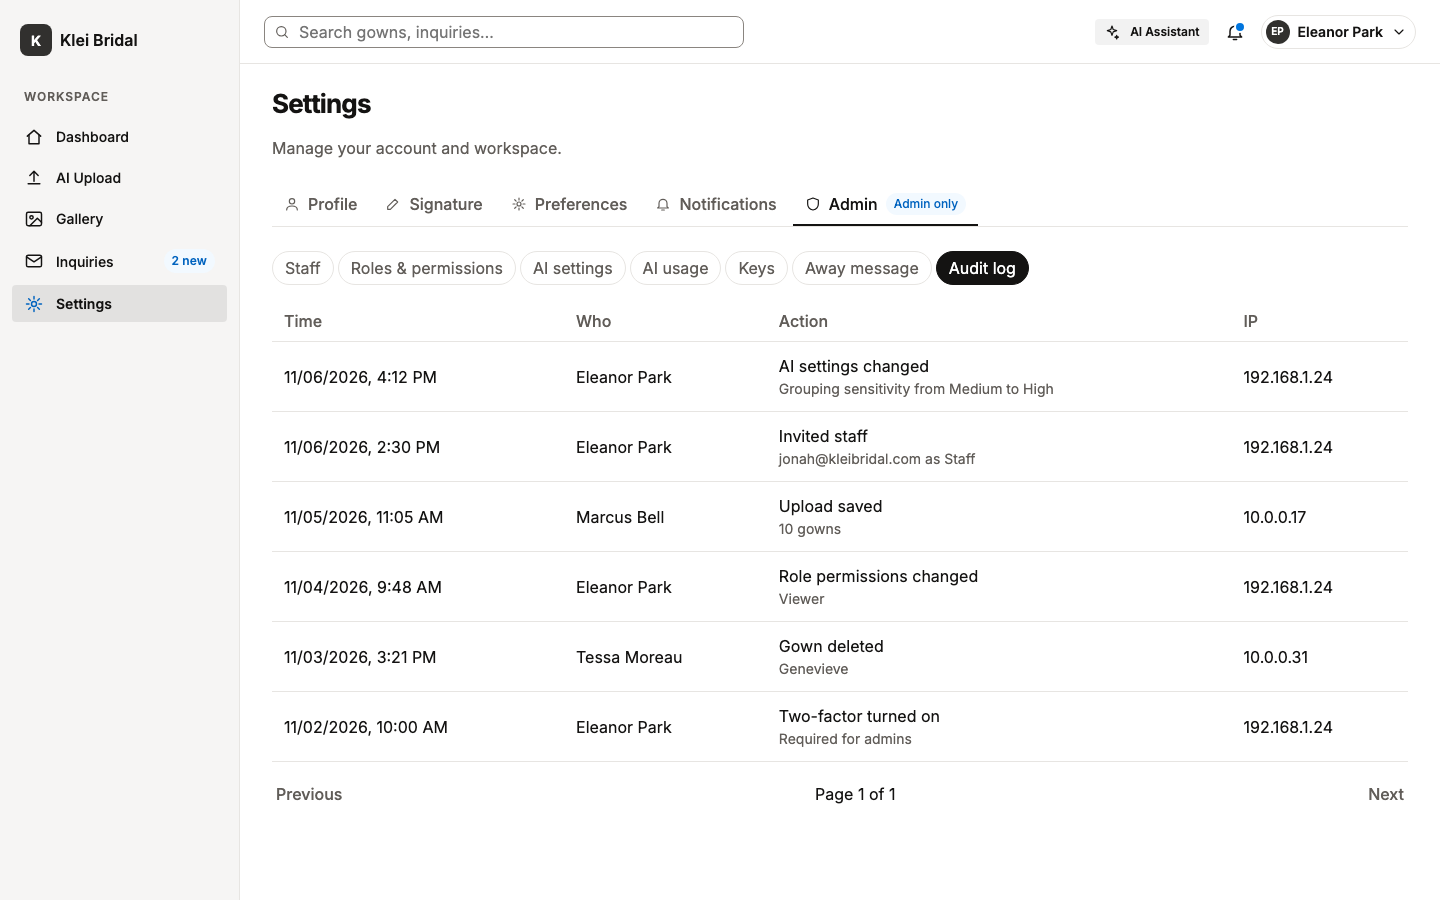 K Klei Bridal
Search gowns, inquiries...
AI Assistant
EP Eleanor Park
WORKSPACE
Dashboard
AI Upload
Gallery
Inquiries 2 new
Settings
Settings
Manage your account and workspace.
Profile Signature Preferences Notifications Admin Admin only
Staff Roles & permissions AI settings AI usage Keys Away message Audit log
Time Who Action IP
11/06/2026, 4:12 PM Eleanor Park AI settings changed 192.168.1.24
Grouping sensitivity from Medium to High
11/06/2026, 2:30 PM Eleanor Park Invited staff 192.168.1.24
jonah@kleibridal.com as Staff
11/05/2026, 11:05 AM Marcus Bell Upload saved 10.0.0.17
10 gowns
11/04/2026, 9:48 AM Eleanor Park Role permissions changed 192.168.1.24
Viewer
11/03/2026, 3:21 PM Tessa Moreau Gown deleted 10.0.0.31
Genevieve
11/02/2026, 10:00 AM Eleanor Park Two-factor turned on 192.168.1.24
Required for admins
Previous Page 1 of 1 Next